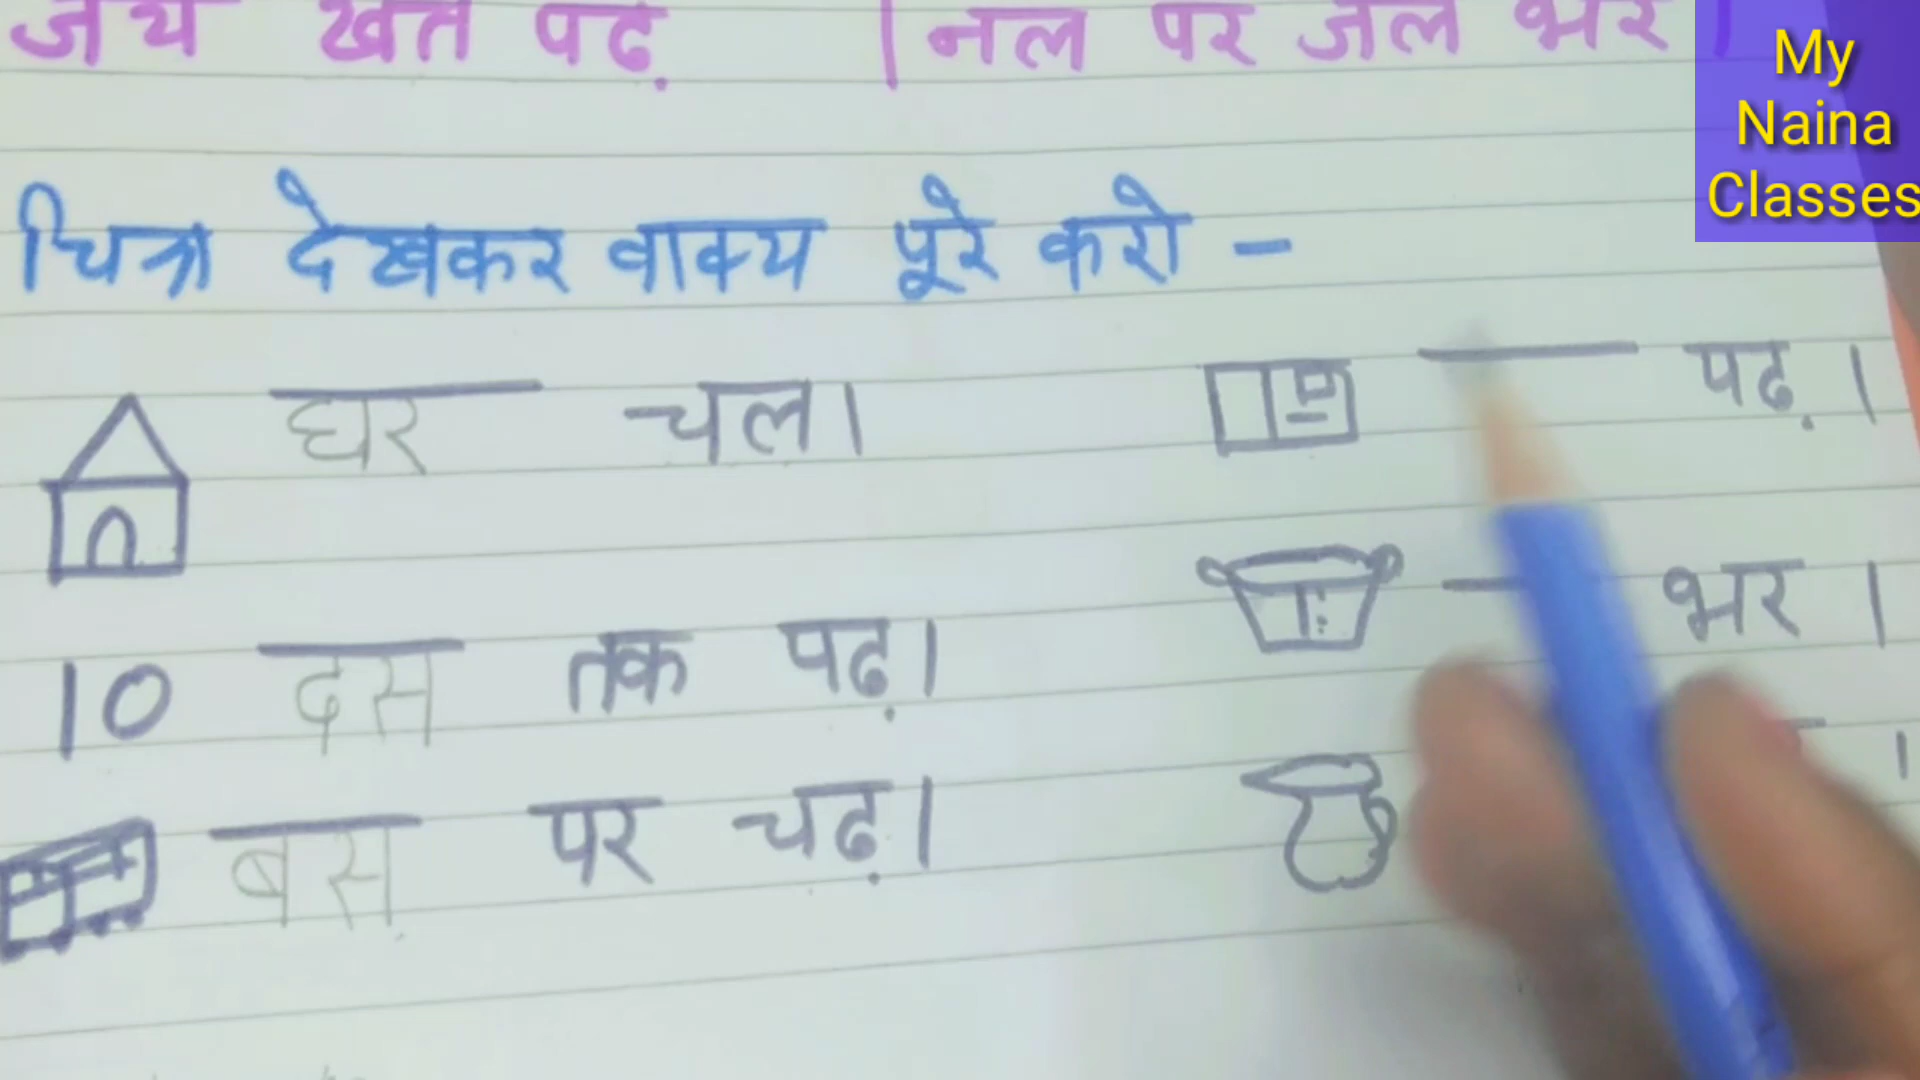 जय खत पढ़ । नल पर जल भर ।
My
Naina
Classes
चित्र देखकर वाक्य पूरे करो -
घर चल ।
पढ़ ।
भर ।
10 दस तक पढ़ ।
बस पर चढ़ ।
।